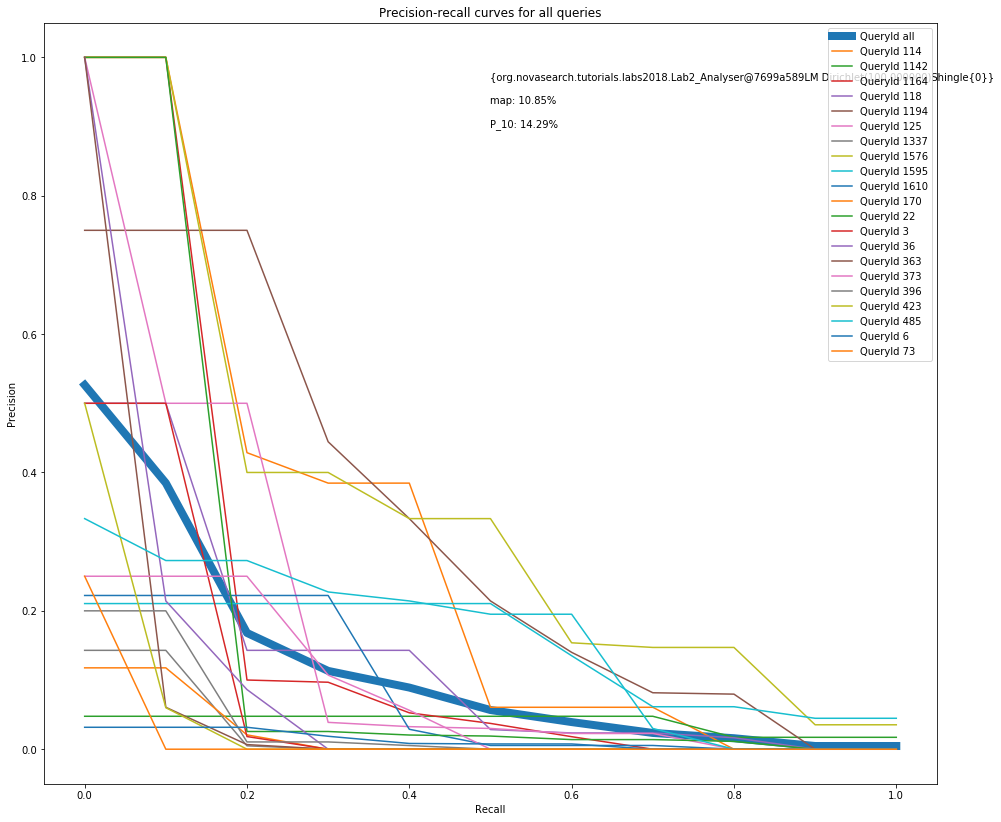 Precision-recall curves for all queries
1.0
0.8
0.6
0.4
0.2
0.0
Precision
{org.novasearch.tutorials.labs2018.Lab2_Analyser@7699a589LM Shingle{0}}
map: 10.85%
P_10: 14.29%
QueryId all
QueryId 114
QueryId 1142
QueryId 1164
QueryId 118
QueryId 1194
QueryId 125
QueryId 1337
QueryId 1576
QueryId 1595
QueryId 1610
QueryId 170
QueryId 22
QueryId 3
QueryId 36
QueryId 363
QueryId 373
QueryId 396
QueryId 423
QueryId 485
QueryId 6
QueryId 73
0.0 0.2 0.4 0.6 0.8 1.0
Recall